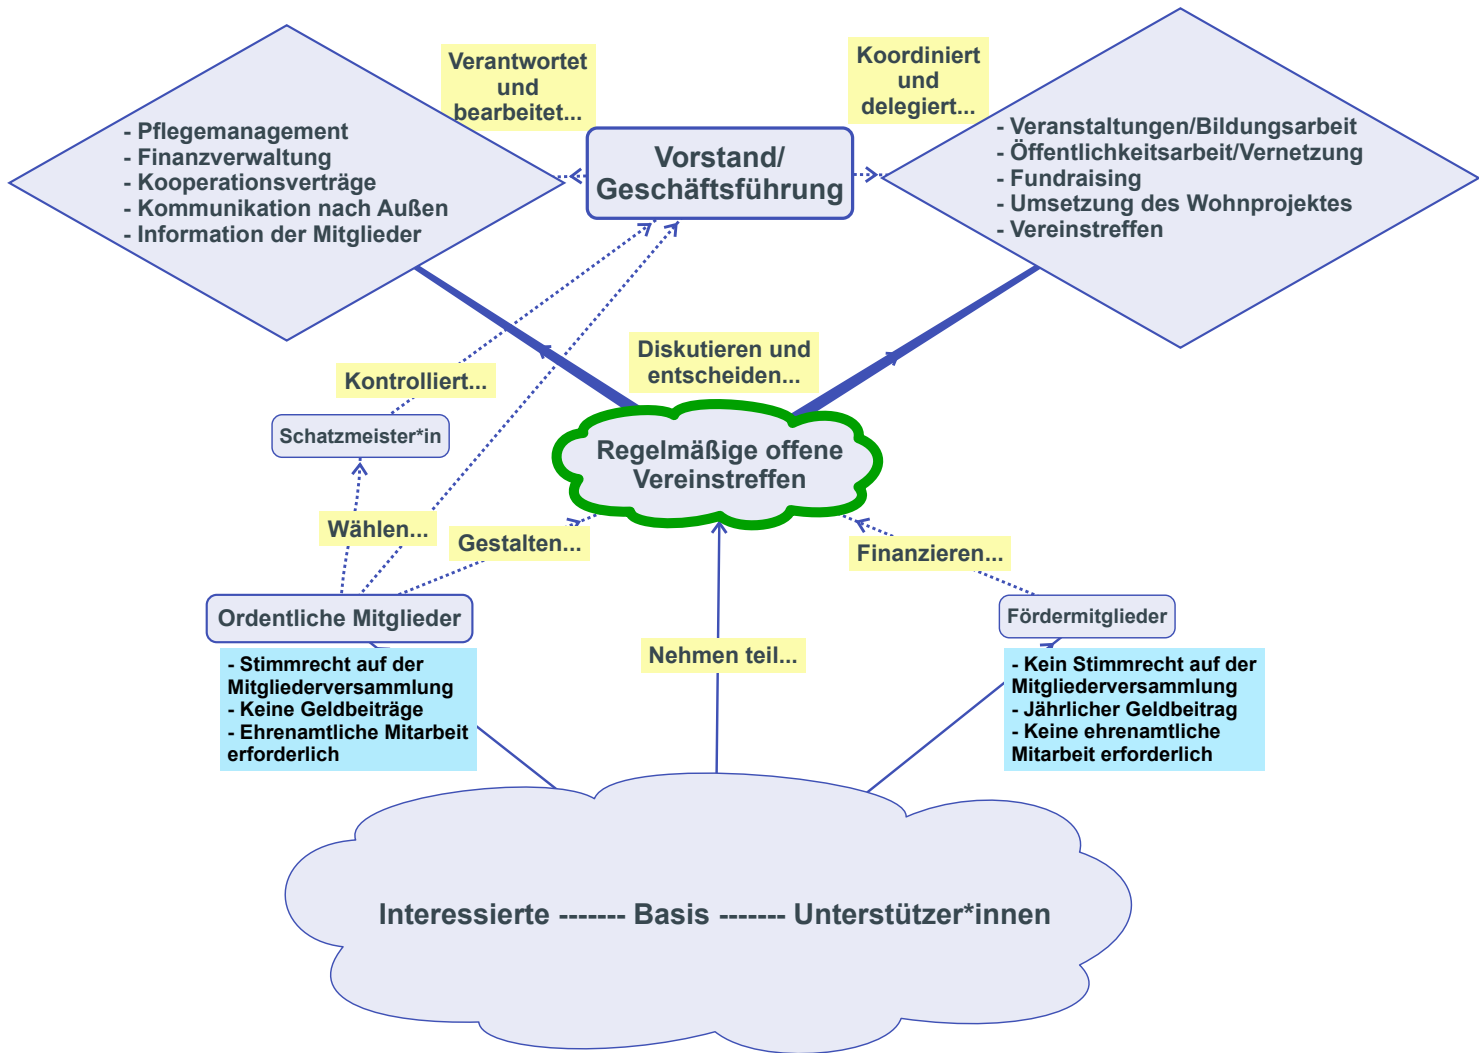 Verantwortet
und
bearbeitet...
Koordiniert
und
delegiert...
- Pflegemanagement
- Finanzverwaltung
- Kooperationsverträge
- Kommunikation nach Außen
- Information der Mitglieder
Vorstand/
Geschäftsführung
- Veranstaltungen/Bildungsarbeit
- Öffentlichkeitsarbeit/Vernetzung
- Fundraising
- Umsetzung des Wohnprojektes
- Vereinstreffen
Diskutieren und
entscheiden...
Kontrolliert...
Schatzmeister*in
Regelmäßige offene
Vereinstreffen
Wählen...
Gestalten...
Finanzieren...
Ordentliche Mitglieder
Fördermitglieder
- Stimmrecht auf der
Mitgliederversammlung
- Keine Geldbeiträge
- Ehrenamtliche Mitarbeit
erforderlich
Nehmen teil...
- Kein Stimmrecht auf der
Mitgliederversammlung
- Jährlicher Geldbeitrag
- Keine ehrenamtliche
Mitarbeit erforderlich
Interessierte ------- Basis ------- Unterstützer*innen